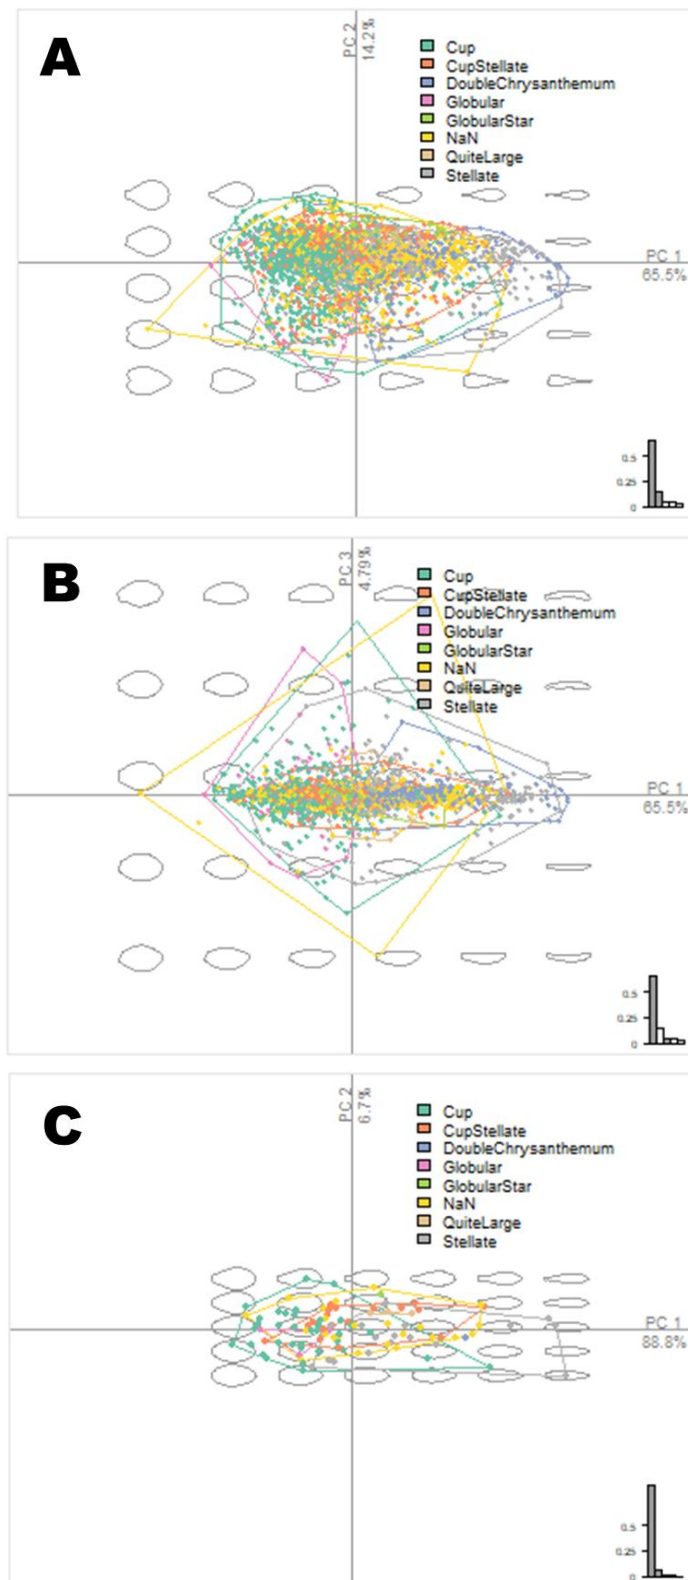 A
PC 2
14.2%
Cup
CupStellate
DoubleChrysanthemum
Globular
GlobularStar
NaN
QuiteLarge
Stellate
PC 1
65.5%
0.5
0.25
0
B
PC 3
4.79%
Cup
CupStellate
DoubleChrysanthemum
Globular
GlobularStar
NaN
QuiteLarge
Stellate
PC 1
65.5%
0.5
0.25
0
C
PC 2
6.7%
Cup
CupStellate
DoubleChrysanthemum
Globular
GlobularStar
NaN
QuiteLarge
Stellate
PC 1
88.8%
0.5
0.25
0